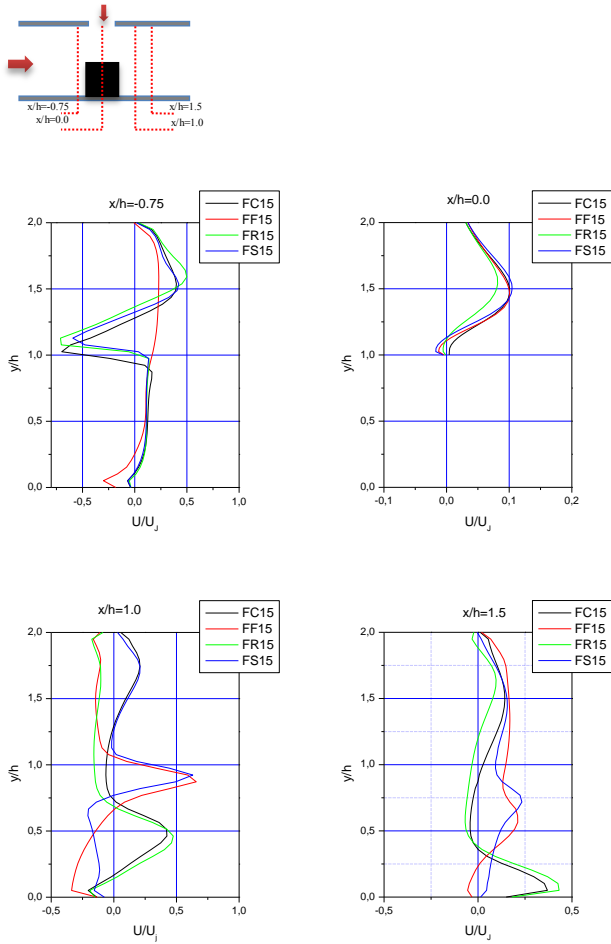 x/h=-0.75
x/h=0.0
x/h=1.5
x/h=1.0
x/h=-0.75
FC15
FF15
FR15
FS15
2,0
1,5
1,0
0,5
0,0
y/h
-0,5
0,0
0,5
1,0
U/U_J
x/h=0.0
FC15
FF15
FR15
FS15
2,0
1,5
1,0
0,5
0,0
y/h
-0,1
0,0
0,1
0,2
U/U_J
x/h=1.0
FC15
FF15
FR15
FS15
2,0
1,5
1,0
0,5
0,0
y/h
-0,5
0,0
0,5
1,0
U/U_j
x/h=1.5
FC15
FF15
FR15
FS15
2,0
1,5
1,0
0,5
0,0
y/h
-0,5
0,0
0,5
U/U_J